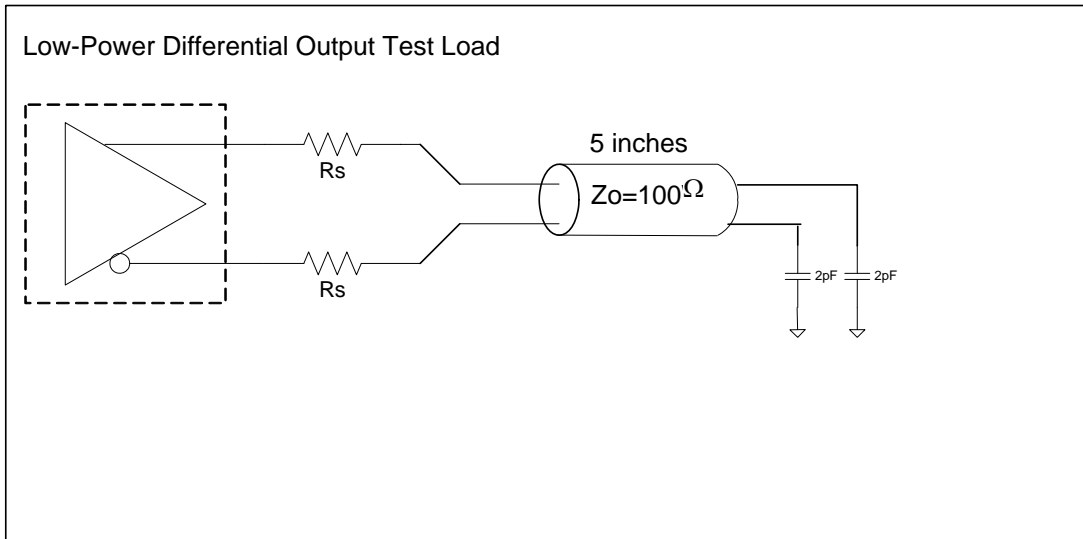 Low-Power Differential Output Test Load
Rs
5 inches
Zo=100Ω
Rs
2pF
2pF